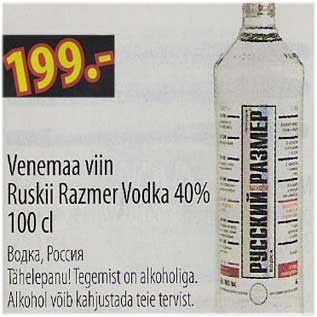 199.-
Venemaa viin
Ruskii Razmer Vodka 40%
100 cl
Водка, Россия
Tähelepanu! Tegemist on alkoholiga.
Alkohol võib kahjustada teie tervist.
РУССКИЙ РАЗМЕР